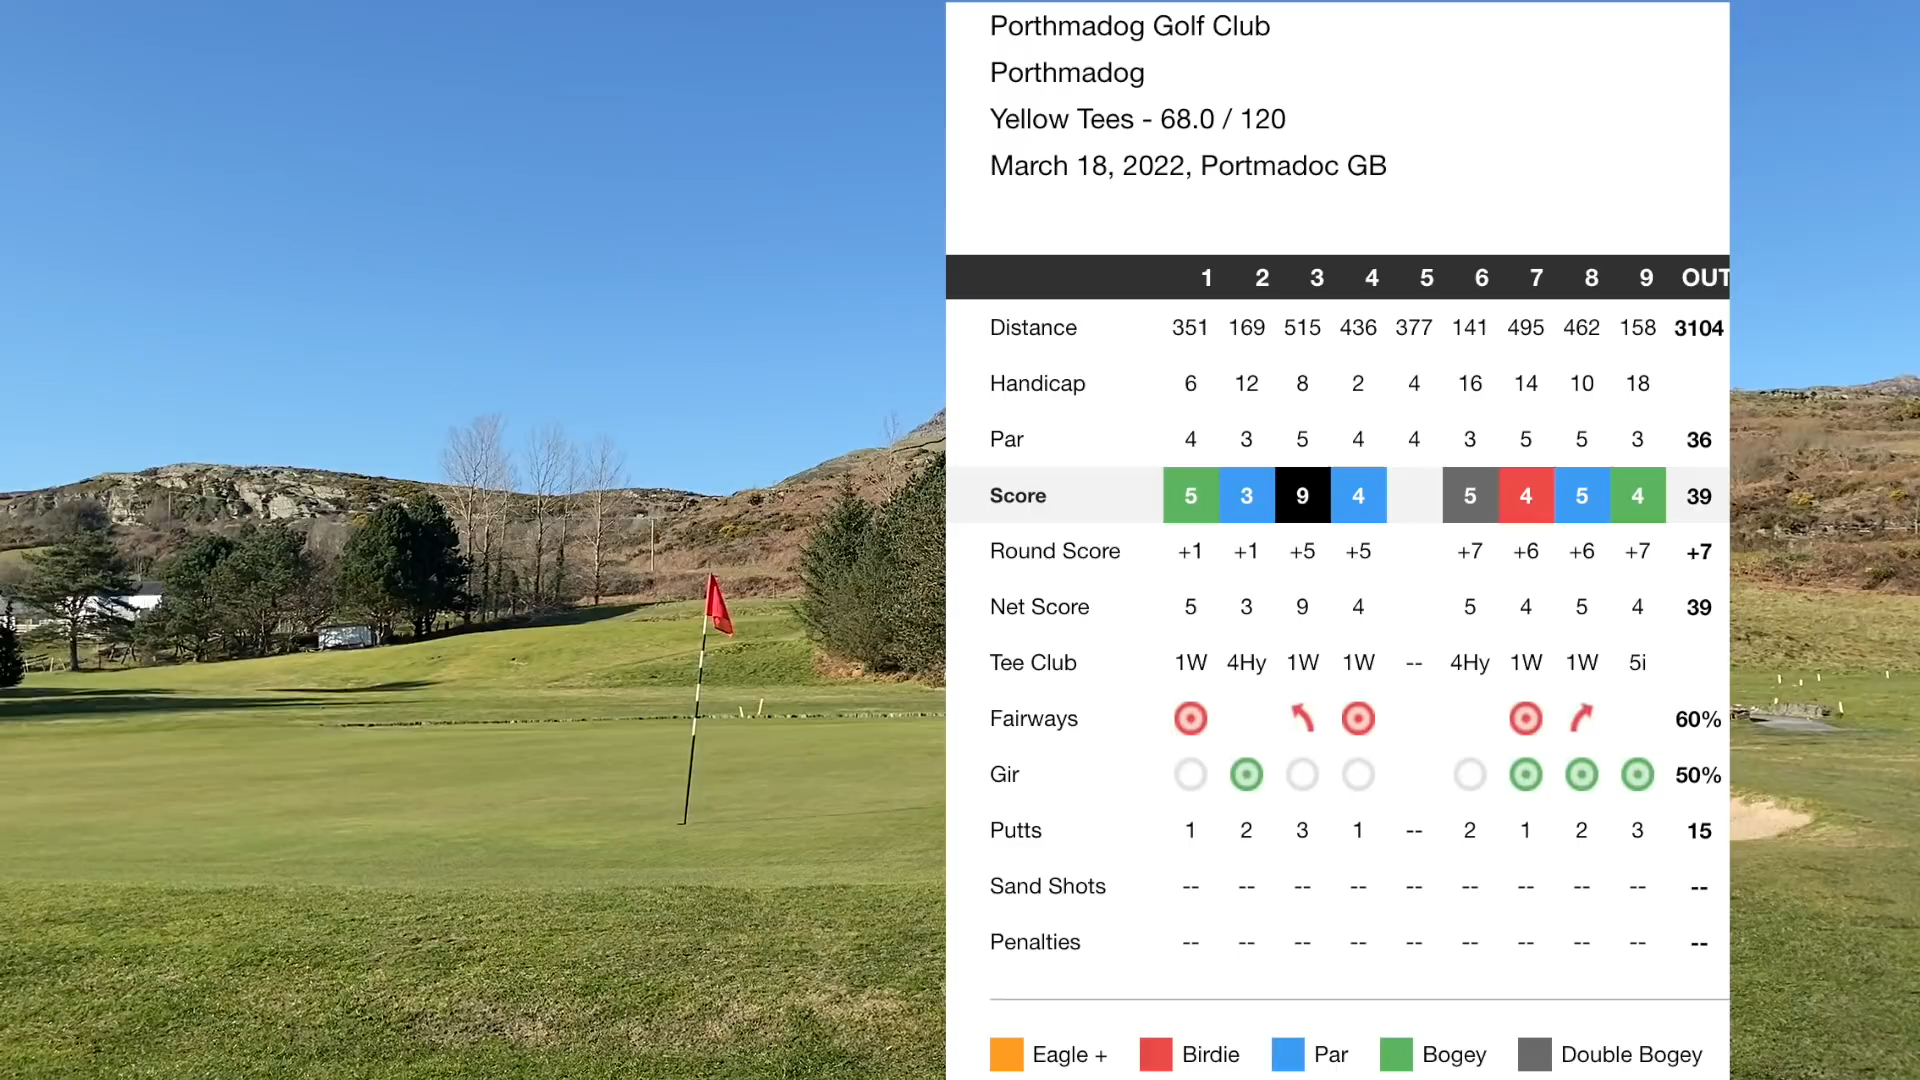 Porthmadog Golf Club
Porthmadog
Yellow Tees - 68.0 / 120
March 18, 2022, Portmadoc GB
1 2 3 4 5 6 7 8 9 OUT
Distance 351 169 515 436 377 141 495 462 158 3104
Handicap 6 12 8 2 4 16 14 10 18
Par 4 3 5 4 4 3 5 5 3 36
Score 5 3 9 4 5 4 5 4 39
Round Score +1 +1 +5 +5 +7 +6 +6 +7 +7
Net Score 5 3 9 4 5 4 5 4 39
Tee Club 1W 4Hy 1W 1W -- 4Hy 1W 1W 5i
Fairways 60%
Gir 50%
Putts 1 2 3 1 -- 2 1 2 3 15
Sand Shots -- -- -- -- -- -- -- -- -- --
Penalties -- -- -- -- -- -- -- -- -- --
Eagle + Birdie Par Bogey Double Bogey